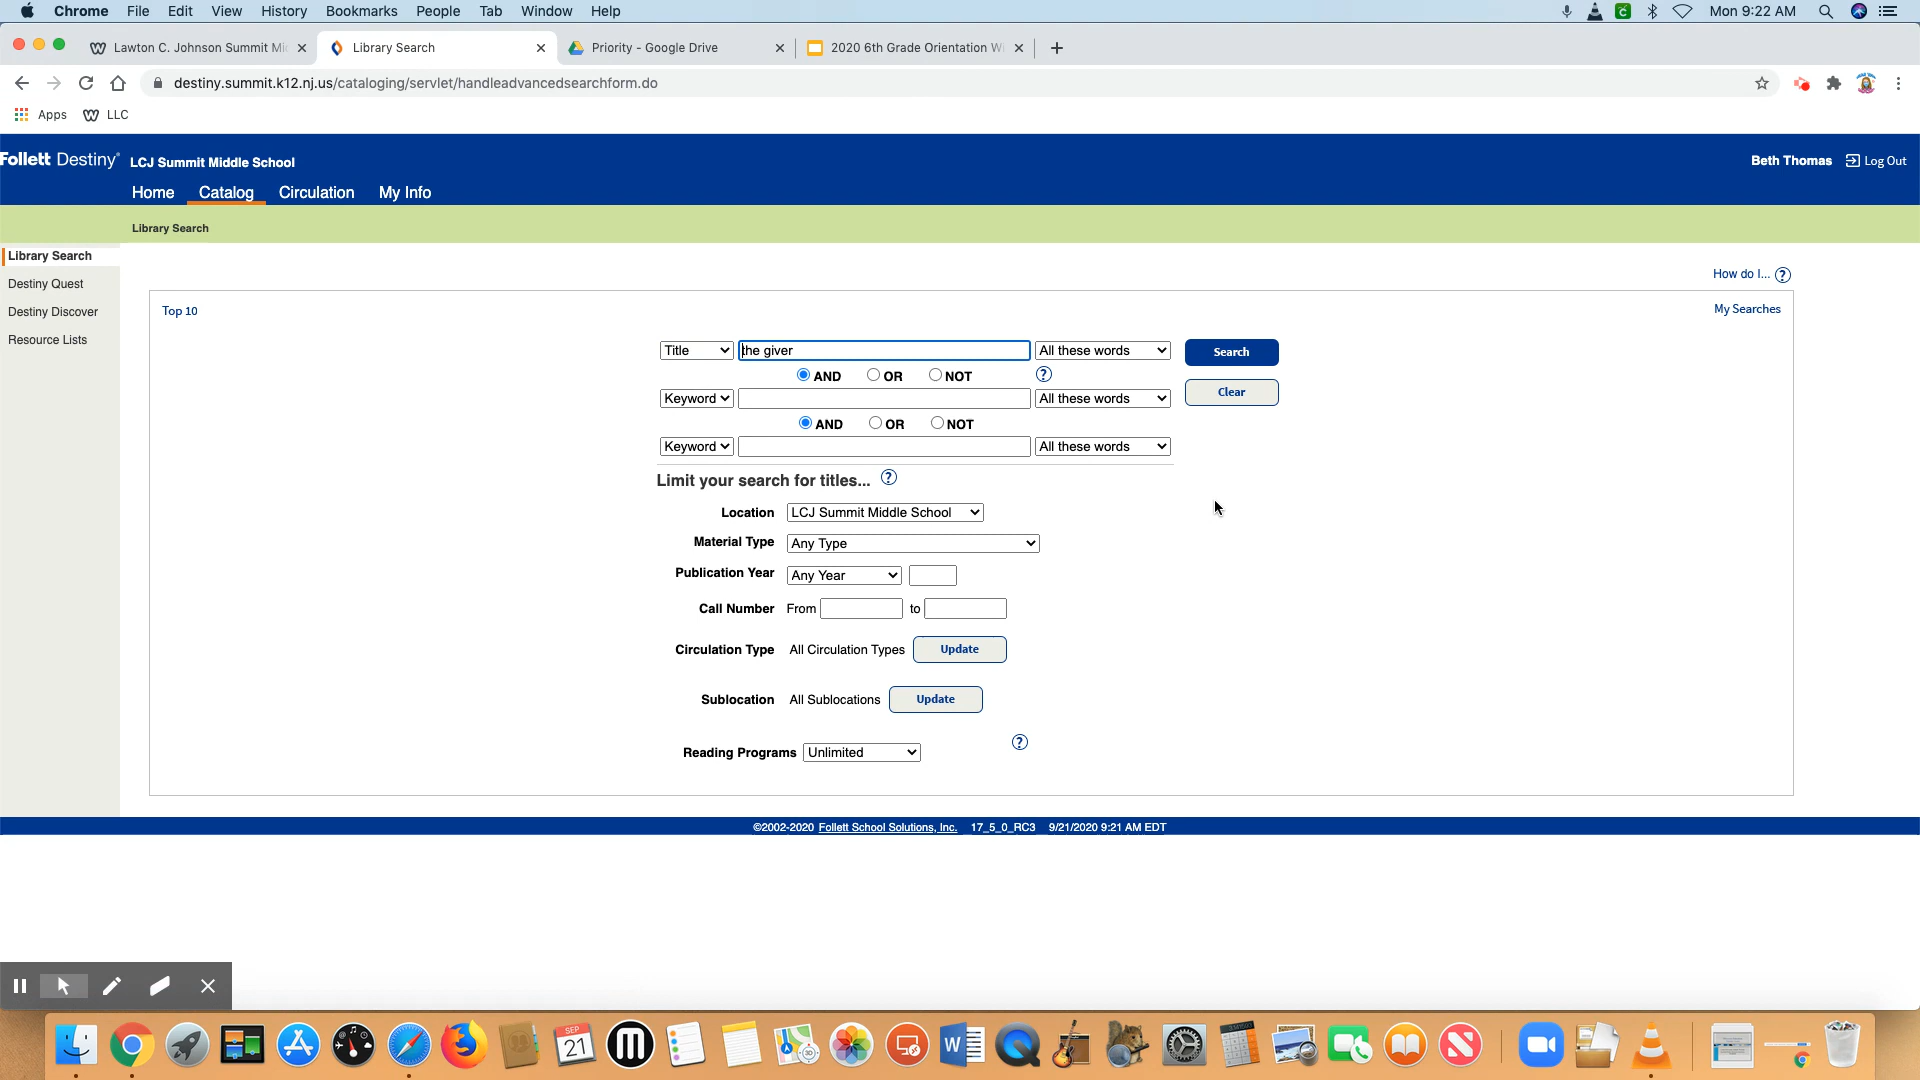 Chrome File Edit View History Bookmarks People Tab Window Help Mon 9:22 AM
Lawton C. Johnson Summit Mi Library Search Priority - Google Drive 2020 6th Grade Orientation W
destiny.summit.k12.nj.us/cataloging/servlet/handleadvancedsearchform.do
Apps LLC
Follett Destiny LCJ Summit Middle School Beth Thomas Log Out
Home Catalog Circulation My Info
Library Search
Library Search
Destiny Quest
Destiny Discover
Resource Lists
How do I... ?
Top 10 My Searches
Title the giver All these words Search
AND OR NOT ?
Keyword All these words Clear
AND OR NOT
Keyword All these words
Limit your search for titles... ?
Location LCJ Summit Middle School
Material Type Any Type
Publication Year Any Year
Call Number From to
Circulation Type All Circulation Types Update
Sublocation All Sublocations Update
Reading Programs Unlimited ?
©2002-2020 Follett School Solutions, Inc. 17_5_0_RC3 9/21/2020 9:21 AM EDT
SEP
21
W